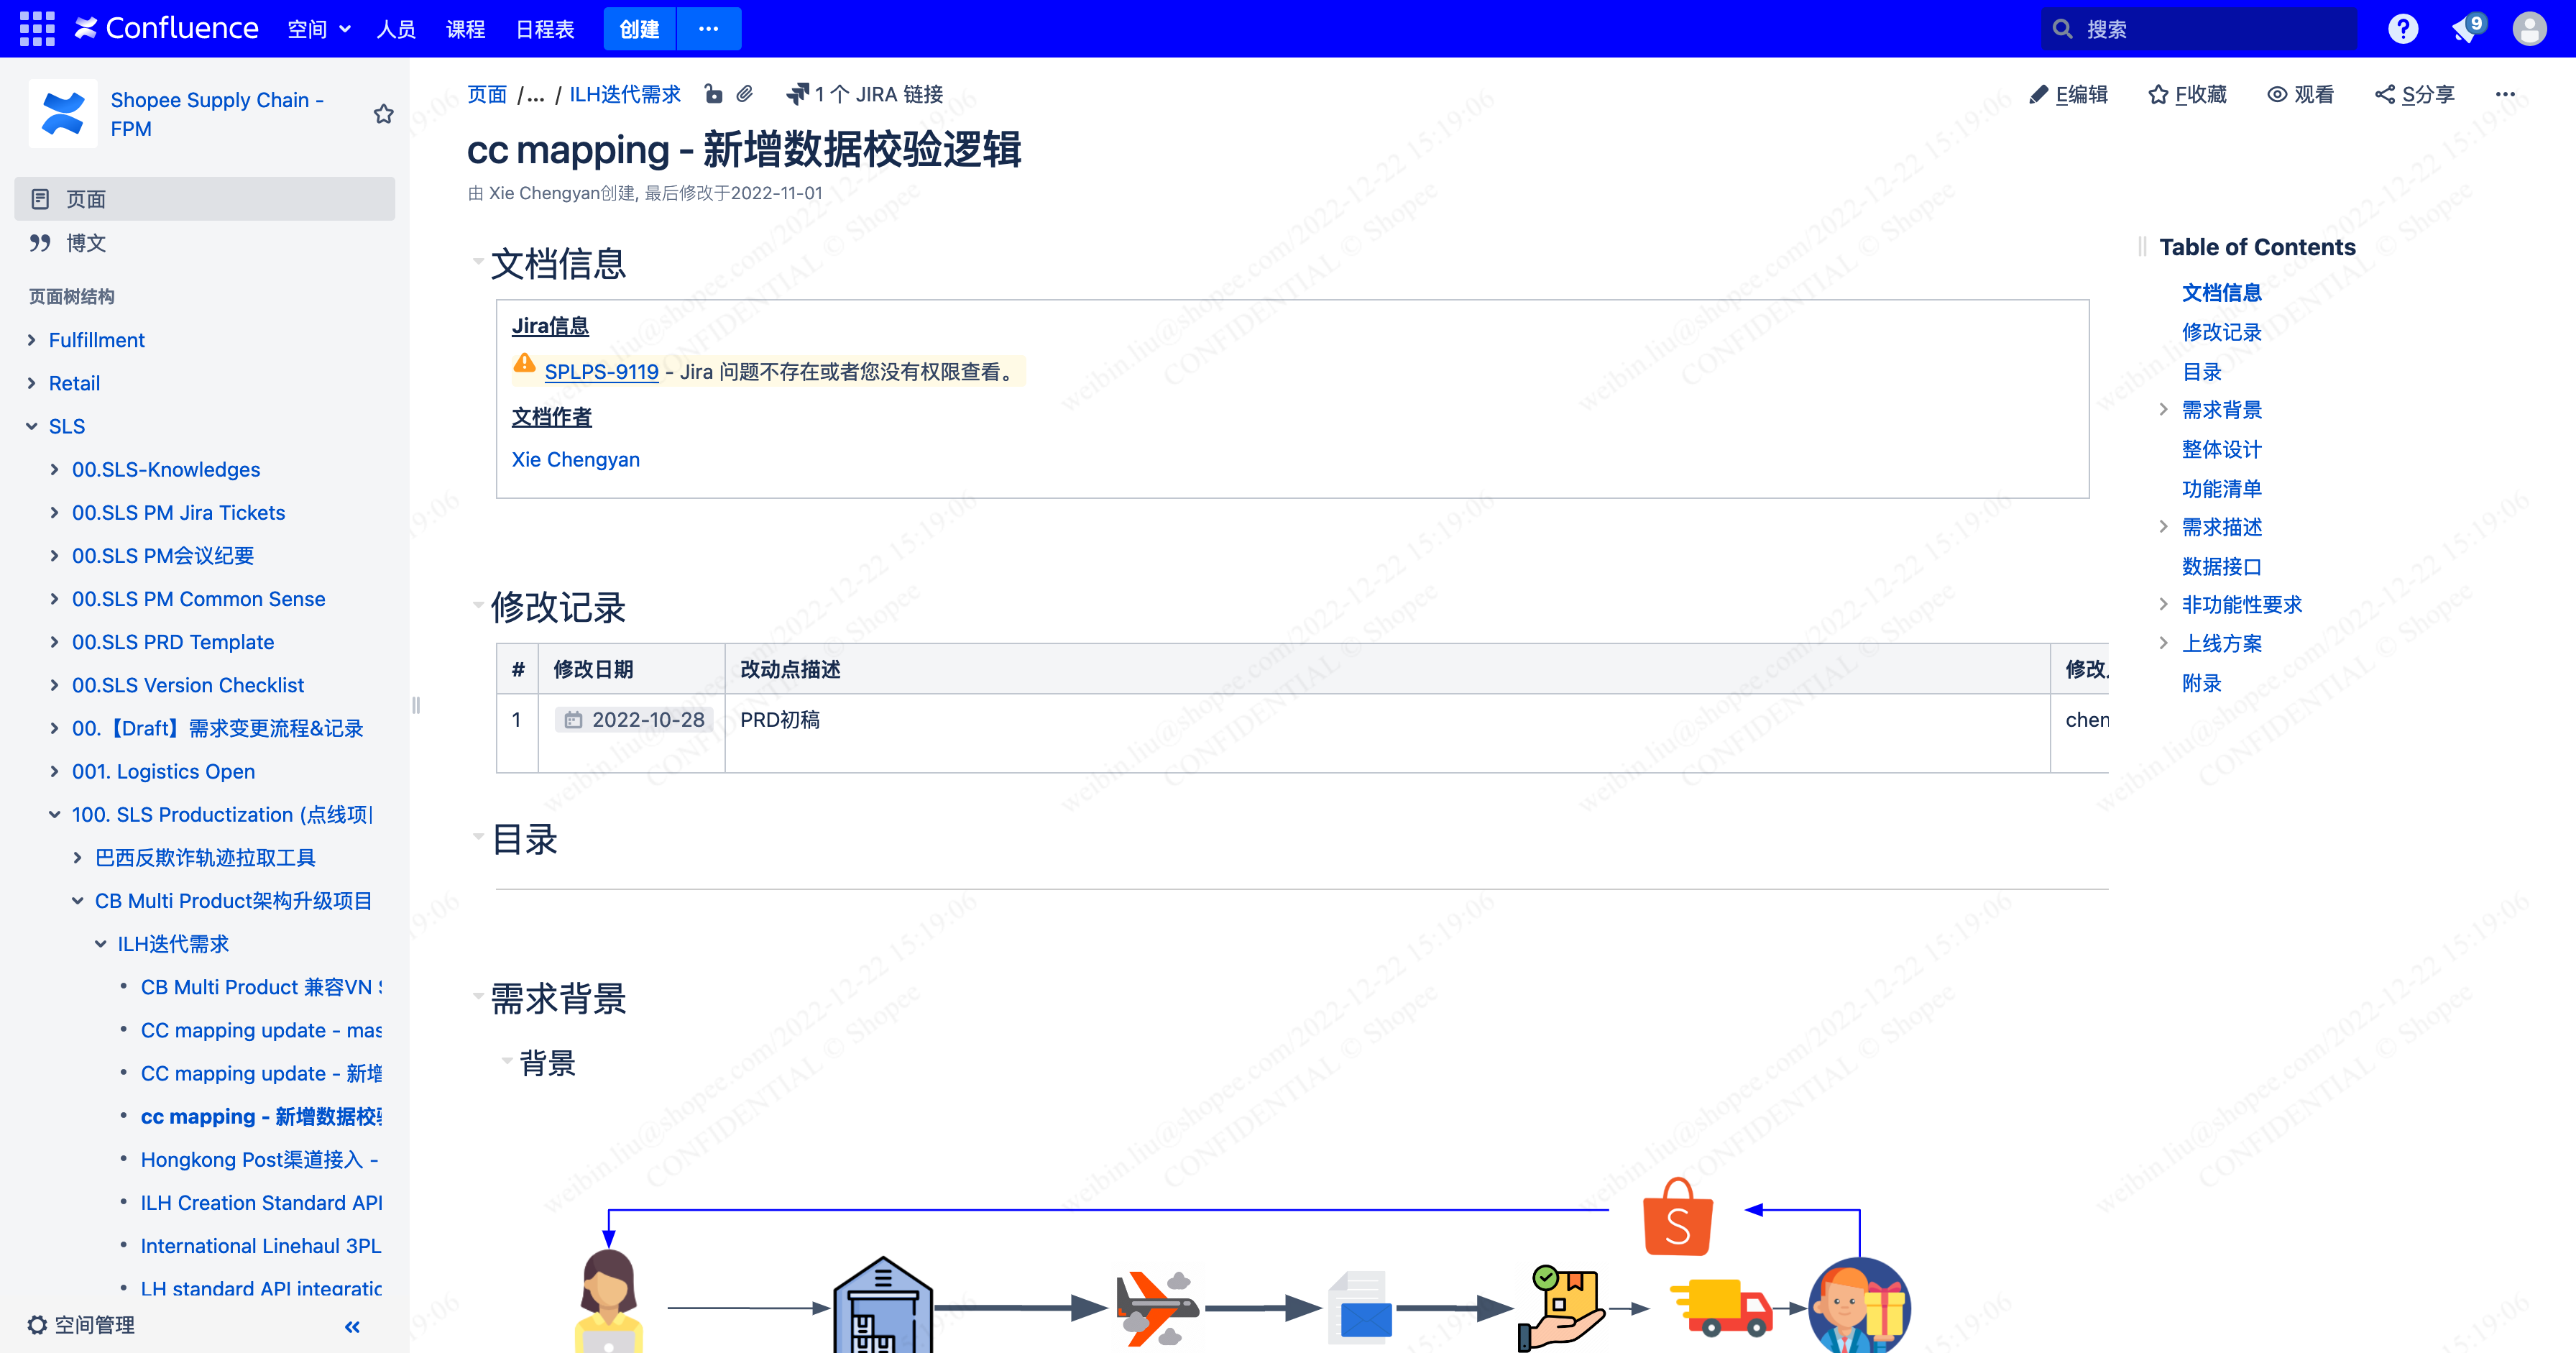 Confluence 空间 人员 课程 日程表 创建 ··· 搜索 9
Shopee Supply Chain -
FPM
页面
博文
页面树结构
Fulfillment
Retail
SLS
00.SLS-Knowledges
00.SLS PM Jira Tickets
00.SLS PM会议纪要
00.SLS PM Common Sense
00.SLS PRD Template
00.SLS Version Checklist
00.【Draft】需求变更流程&记录
001. Logistics Open
100. SLS Productization (点线项
巴西反欺诈轨迹拉取工具
CB Multi Product架构升级项目
ILH迭代需求
CB Multi Product 兼容VN
CC mapping update - mas
CC mapping update - 新增
cc mapping - 新增数据校验
Hongkong Post渠道接入 -
ILH Creation Standard API
International Linehaul 3PL
LH standard API integratic
空间管理
页面 /... / ILH迭代需求 1 个 JIRA 链接
E编辑 F收藏 观看 S分享 ···
cc mapping - 新增数据校验逻辑
由 Xie Chengyan创建, 最后修改于2022-11-01
文档信息
Jira信息
SPLPS-9119 - Jira 问题不存在或者您没有权限查看。
文档作者
Xie Chengyan
修改记录
# 修改日期 改动点描述 修改
1 2022-10-28 PRD初稿 chen
目录
需求背景
背景
Table of Contents
文档信息
修改记录
目录
需求背景
整体设计
功能清单
需求描述
数据接口
非功能性要求
上线方案
附录
weibin.liu@shopee.com/2022-12-22 15:19:06
CONFIDENTIAL © Shopee